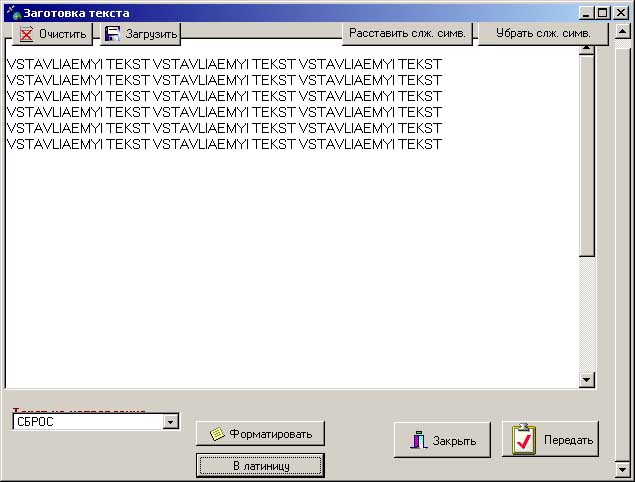 Заготовка текста
Очистить Загрузить Расставить слж. симв. Убрать слж. симв.
VSTAVLIAEMYI TEKST VSTAVLIAEMYI TEKST VSTAVLIAEMYI TEKST
VSTAVLIAEMYI TEKST VSTAVLIAEMYI TEKST VSTAVLIAEMYI TEKST
VSTAVLIAEMYI TEKST VSTAVLIAEMYI TEKST VSTAVLIAEMYI TEKST
VSTAVLIAEMYI TEKST VSTAVLIAEMYI TEKST VSTAVLIAEMYI TEKST
VSTAVLIAEMYI TEKST VSTAVLIAEMYI TEKST VSTAVLIAEMYI TEKST
VSTAVLIAEMYI TEKST VSTAVLIAEMYI TEKST VSTAVLIAEMYI TEKST
СБРОС
Форматировать Закрыть Передать
В латиницу